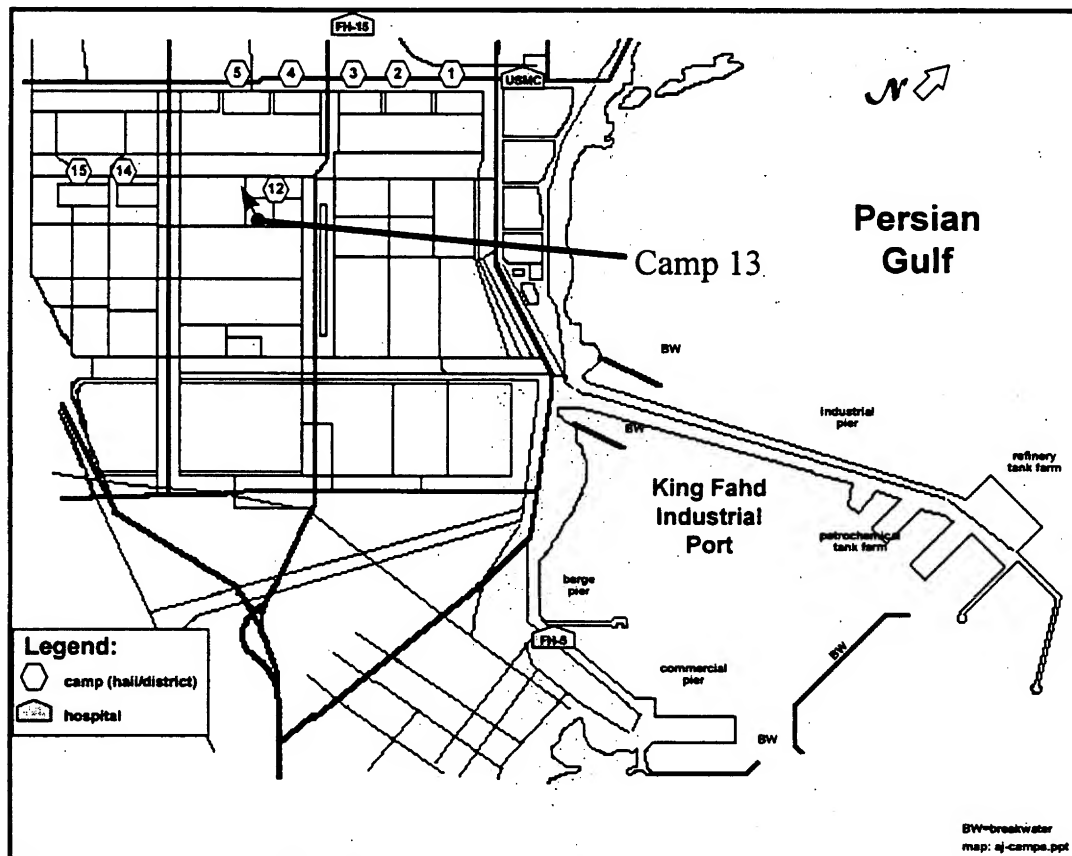 FH-15
5
4
3
2
1
USMC
N
15
14
12
Persian
Gulf
Camp 13
BW
BW
industrial
pier
refinery
tank farm
King Fahd
Industrial
Port
petrochemical
tank farm
barge
pier
FH-5
commercial
pier
BW
BW
Legend:
camp (hail/district)
hospital
BW=breakwater
map: aj-camps.ppt